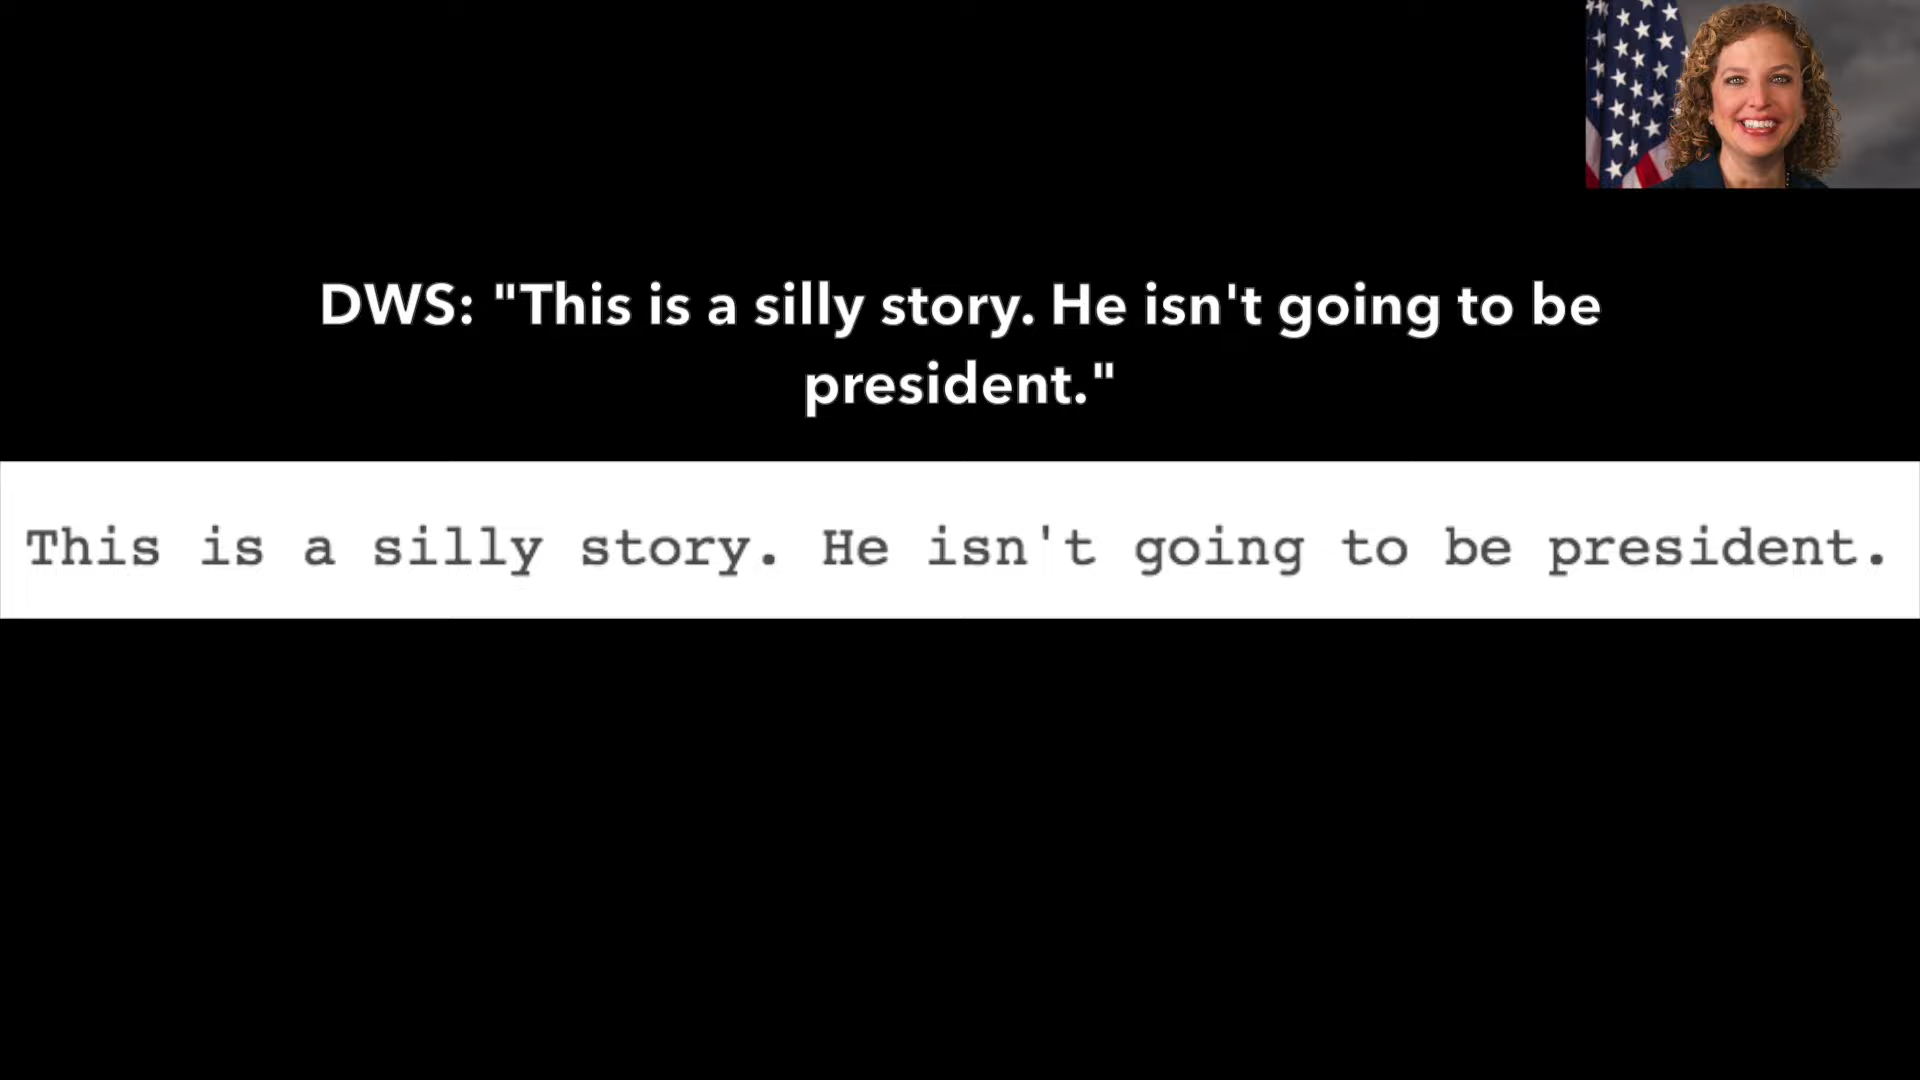 DWS: "This is a silly story. He isn't going to be
president."
This is a silly story. He isn't going to be president.